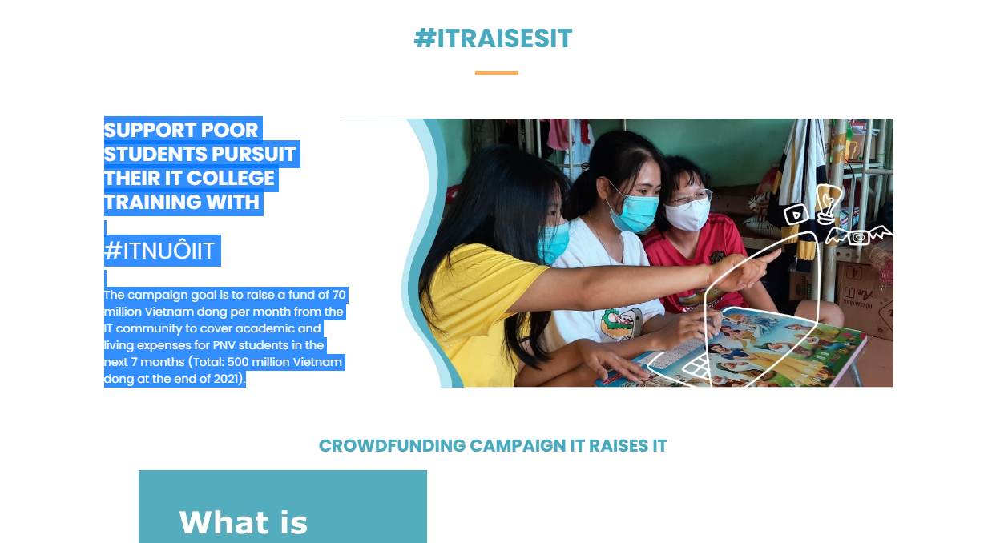 #ITRAISESIT
SUPPORT POOR
STUDENTS PURSUIT
THEIR IT COLLEGE
TRAINING WITH
#ITNUÔIIT
The campaign goal is to raise a fund of 70
million Vietnam dong per month from the
IT community to cover academic and
living expenses for PNV students in the
next 7 months (Total: 500 million Vietnam
dong at the end of 2021).
CROWDFUNDING CAMPAIGN IT RAISES IT
What is